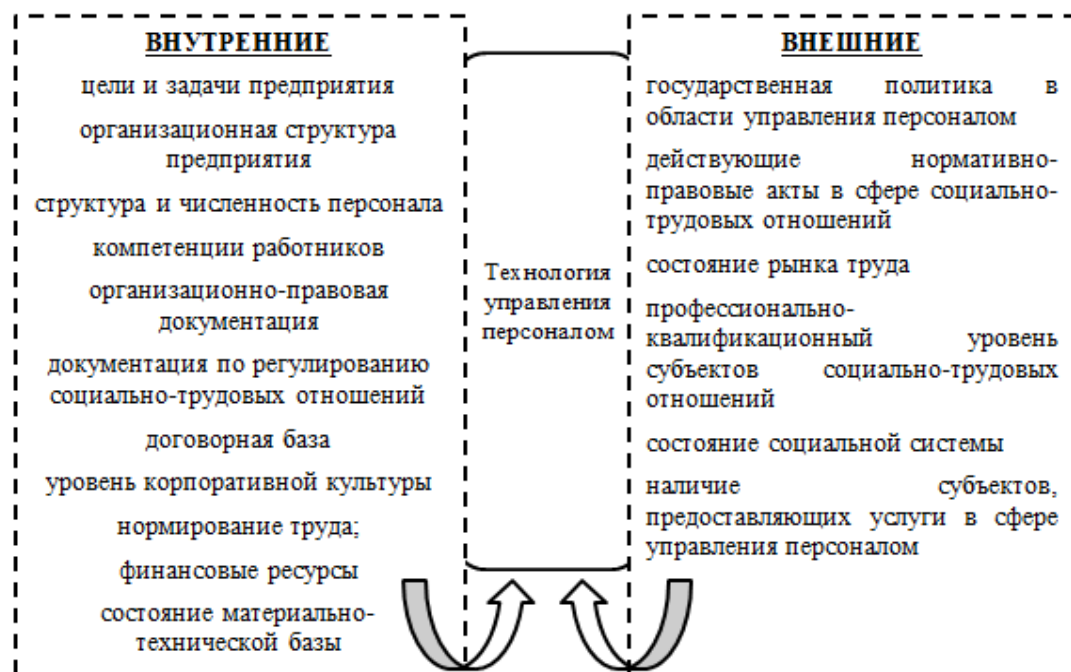 ВНУТРЕННИЕ
цели и задачи предприятия
организационная структура
предприятия
структура и численность персонала
компетенции работников
организационно-правовая
документация
документация по регулированию
социально-трудовых отношений
договорная база
уровень корпоративной культуры
нормирование труда;
финансовые ресурсы
состояние материально-
технической базы
Технология
управления
персоналом
ВНЕШНИЕ
государственная политика в
области управления персоналом
действующие нормативно-
правовые акты в сфере социально-
трудовых отношений
состояние рынка труда
профессионально-
квалификационный уровень
субъектов социально-трудовых
отношений
состояние социальной системы
наличие субъектов,
предоставляющих услуги в сфере
управления персоналом